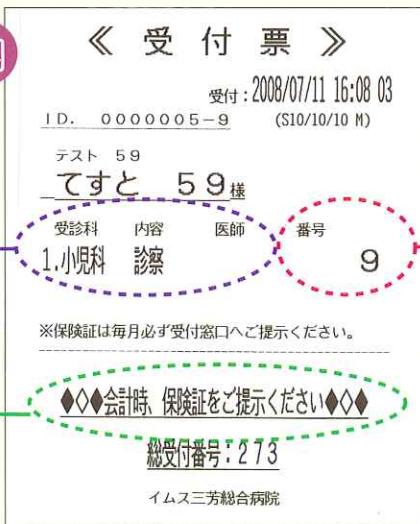 ≪ 受 付 票 ≫
受付:2008/07/11 16:08 03
ID. 0000005-9 (S10/10/10 M)
テスト 59
てすと 59様
受診科 内容 医師 番号
1.小児科 診察 9
※保険証は毎月必ず受付窓口へご提示ください。
◆◇◆会計時、保険証をご提示ください◆◇◆
総受付番号:273
イムス三芳総合病院